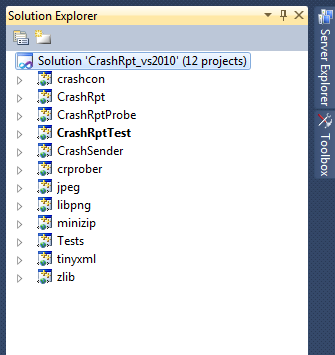 Solution Explorer
Solution 'CrashRpt_vs2010' (12 projects)
crashcon
CrashRpt
CrashRptProbe
CrashRptTest
CrashSender
crprober
jpeg
libpng
minizip
Tests
tinyxml
zlib
Server Explorer
Toolbox